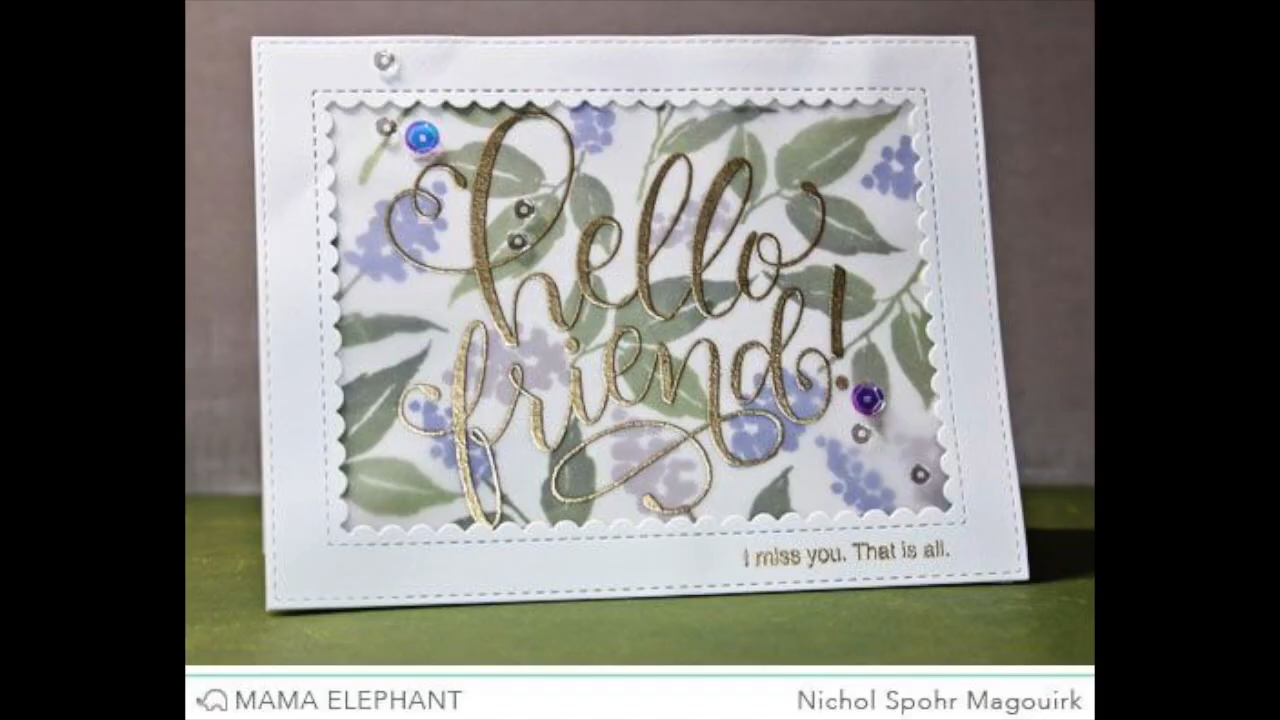 hello
friend!
I miss you. That is all.
MAMA ELEPHANT
Nichol Spohr Magouirk